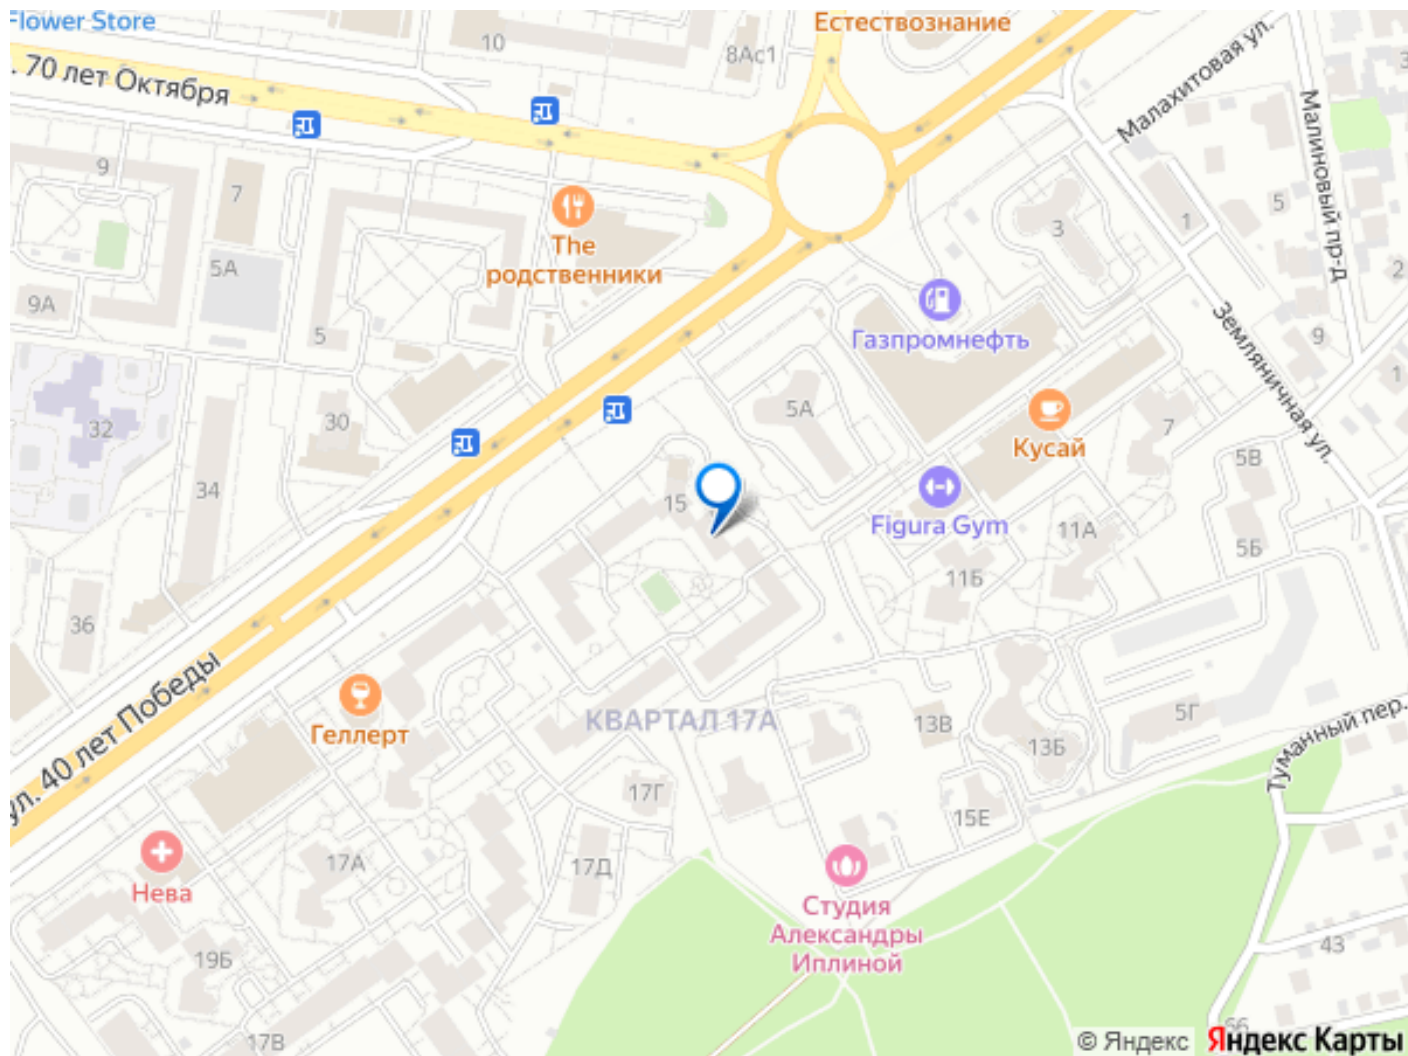 Flower Store
10
Естествознание
8Ас1
. 70 лет Октября
Малахитовая ул.
Малиновый пр-д
3
9
7
The
родственники
5А
9А
5
3
1
5
2
Газпромнефть
Земляничная ул.
9
1
32
30
5А
Кусай
7
34
15
Figura Gym
5В
11А
5Б
11Б
36
ул. 40 лет Победы
Геллерт
КВАРТАЛ 17А
13В
13Б
5Г
Туманный пер.
17Г
15Е
Нева
17А
17Д
Студия
Александры
Иплиной
19Б
43
17В
66
© Яндекс
Яндекс Карты